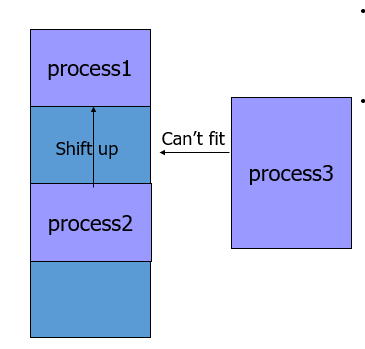 process1
Can't fit
Shift up
process3
process2